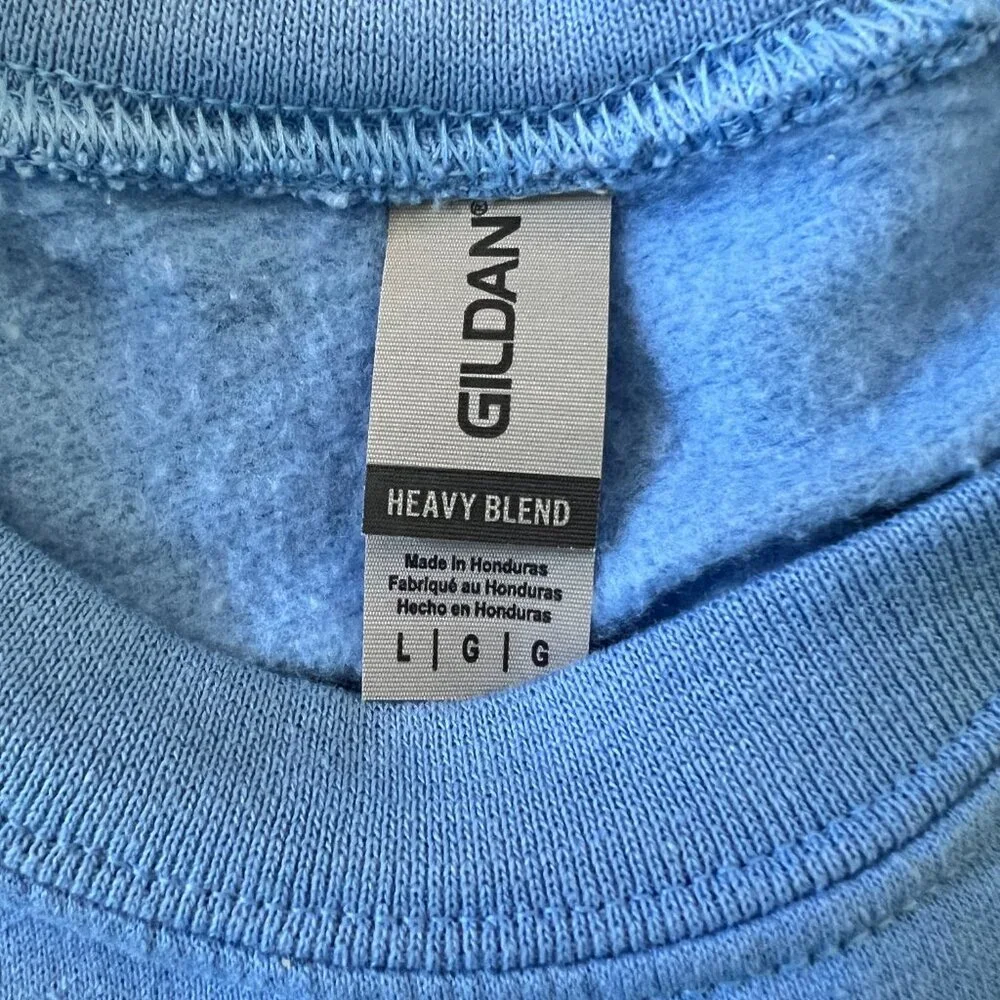 GILDAN®
HEAVY BLEND
Made in Honduras
Fabriqué au Honduras
Hecho en Honduras
L | G | G